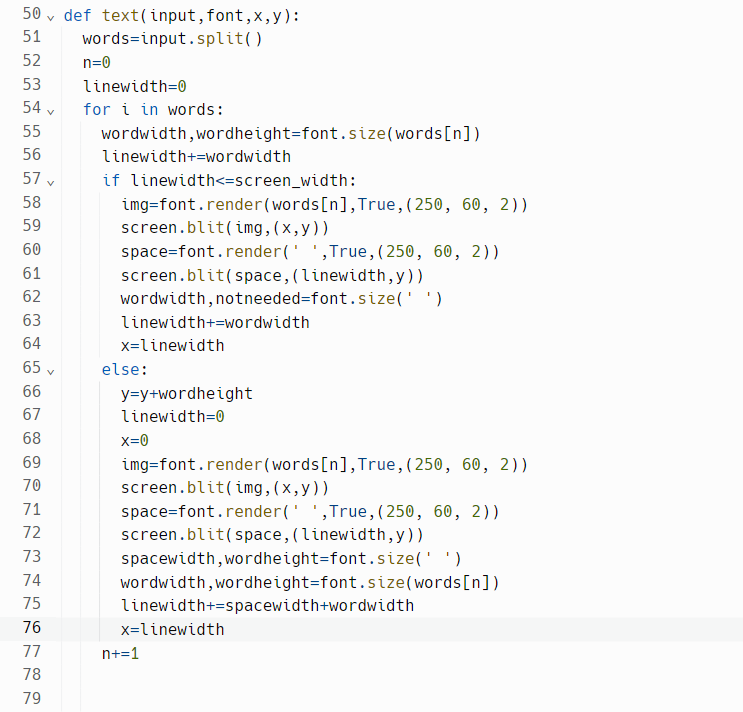 50 def text(input,font,x,y):
51 words=input.split()
52 n=0
53 linewidth=0
54 for i in words:
55 wordwidth,wordheight=font.size(words[n])
56 linewidth+=wordwidth
57 if linewidth<=screen_width:
58 img=font.render(words[n],True,(250, 60, 2))
59 screen.blit(img,(x,y))
60 space=font.render(' ',True,(250, 60, 2))
61 screen.blit(space,(linewidth,y))
62 wordwidth,notneeded=font.size(' ')
63 linewidth+=wordwidth
64 x=linewidth
65 else:
66 y=y+wordheight
67 linewidth=0
68 x=0
69 img=font.render(words[n],True,(250, 60, 2))
70 screen.blit(img,(x,y))
71 space=font.render(' ',True,(250, 60, 2))
72 screen.blit(space,(linewidth,y))
73 spacewidth,wordheight=font.size(' ')
74 wordwidth,wordheight=font.size(words[n])
75 linewidth+=spacewidth+wordwidth
76 x=linewidth
77 n+=1
78
79